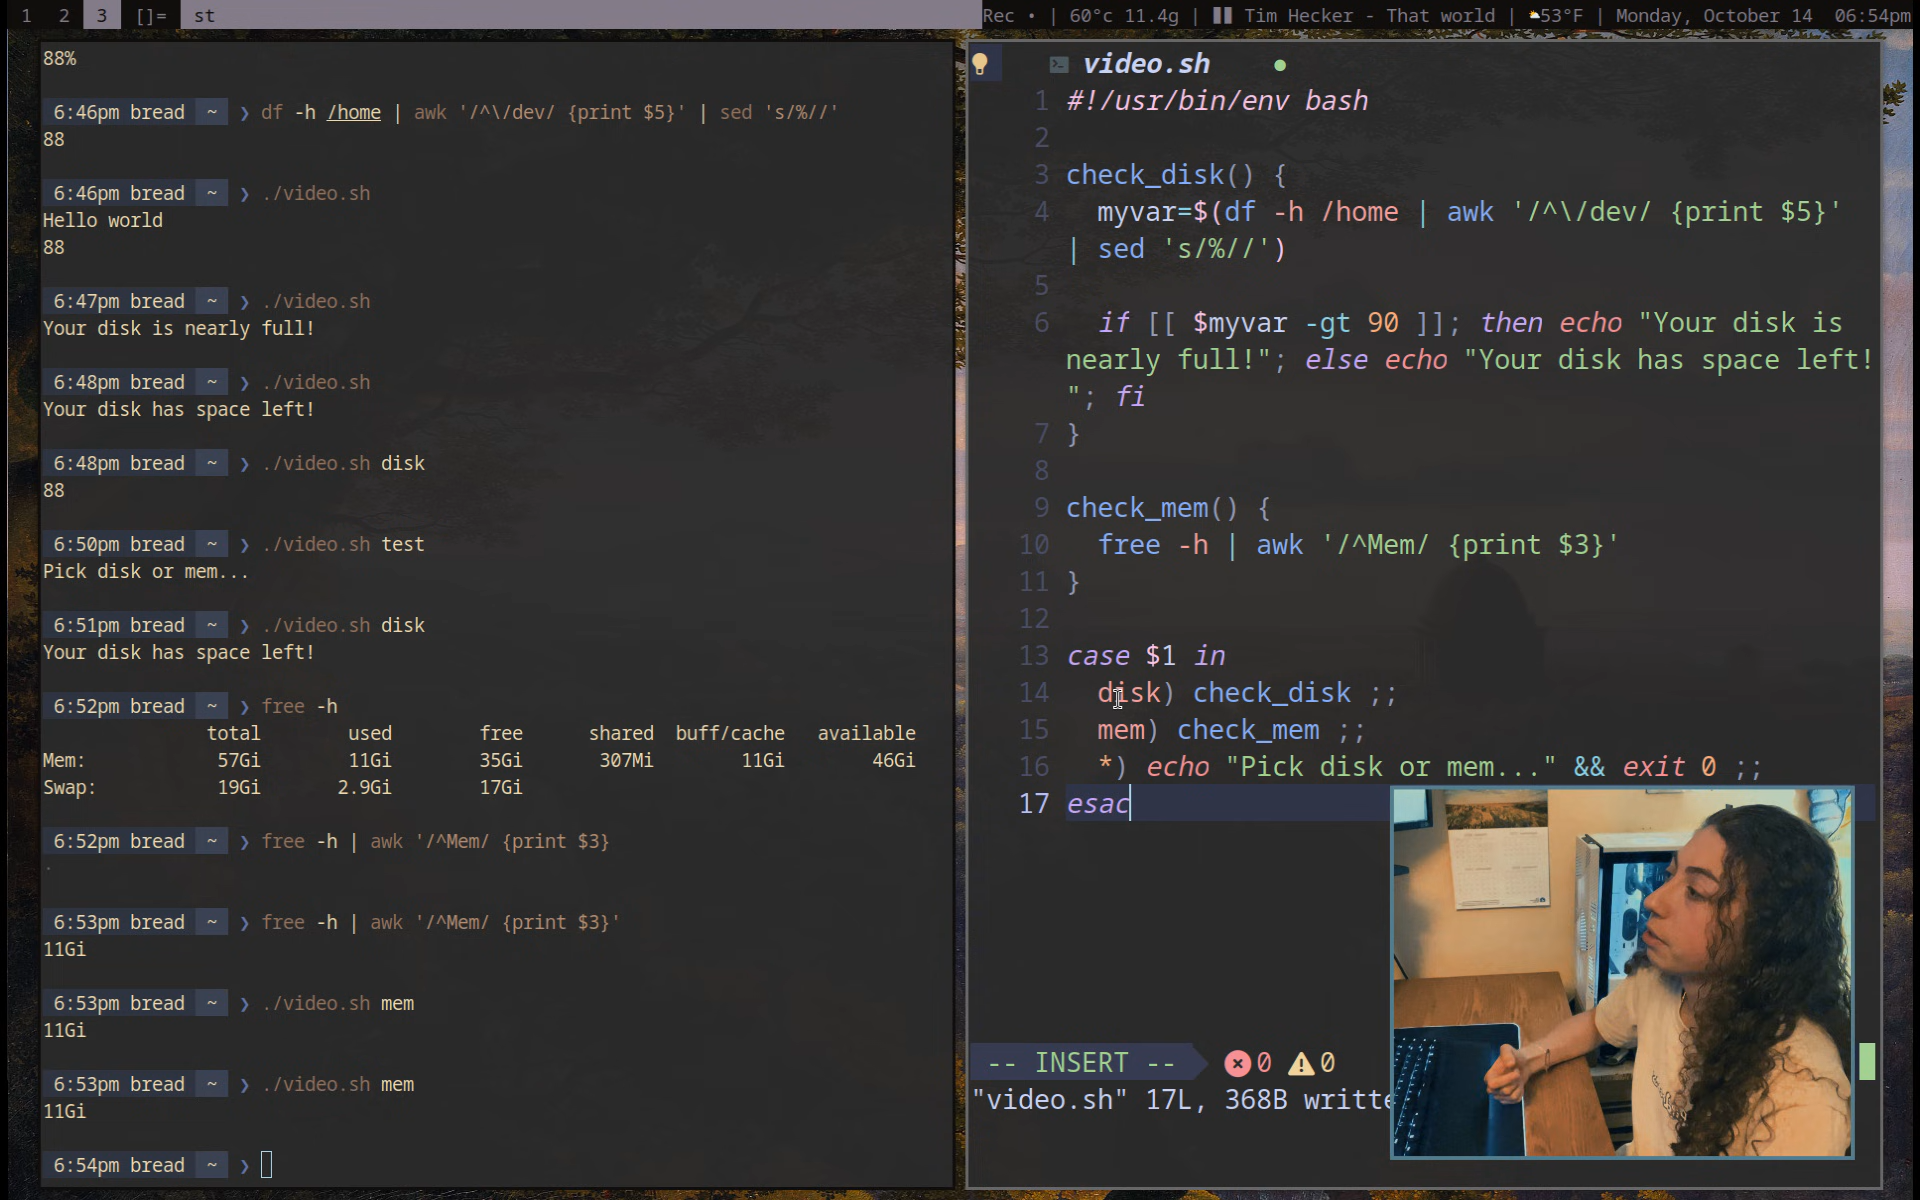 1 2 3 []= st Rec • | 60°c 11.4g | Tim Hecker - That world | 53°F | Monday, October 14 06:54pm
88%
6:46pm bread ~ ❯ df -h /home | awk '/^\/dev/ {print $5}' | sed 's/%//'
88
6:46pm bread ~ ❯ ./video.sh
Hello world
88
6:47pm bread ~ ❯ ./video.sh
Your disk is nearly full!
6:48pm bread ~ ❯ ./video.sh
Your disk has space left!
6:48pm bread ~ ❯ ./video.sh disk
88
6:50pm bread ~ ❯ ./video.sh test
Pick disk or mem...
6:51pm bread ~ ❯ ./video.sh disk
Your disk has space left!
6:52pm bread ~ ❯ free -h
total used free shared buff/cache available
Mem: 57Gi 11Gi 35Gi 307Mi 11Gi 46Gi
Swap: 19Gi 2.9Gi 17Gi
6:52pm bread ~ ❯ free -h | awk '/^Mem/ {print $3}
6:53pm bread ~ ❯ free -h | awk '/^Mem/ {print $3}'
11Gi
6:53pm bread ~ ❯ ./video.sh mem
11Gi
6:53pm bread ~ ❯ ./video.sh mem
11Gi
6:54pm bread ~ ❯
video.sh ●
1 #!/usr/bin/env bash
2
3 check_disk() {
4 myvar=$(df -h /home | awk '/^\/dev/ {print $5}'
| sed 's/%//')
5
6 if [[ $myvar -gt 90 ]]; then echo "Your disk is
nearly full!"; else echo "Your disk has space left!
"; fi
7 }
8
9 check_mem() {
10 free -h | awk '/^Mem/ {print $3}'
11 }
12
13 case $1 in
14 disk) check_disk ;;
15 mem) check_mem ;;
16 *) echo "Pick disk or mem..." && exit 0 ;;
17 esac
-- INSERT -- 0 0
"video.sh" 17L, 368B writte